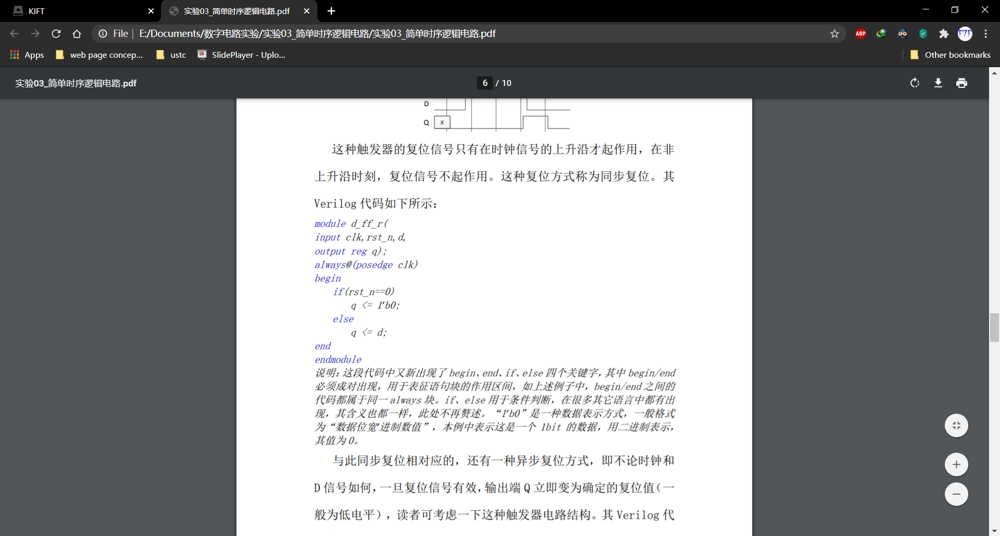 KIFT
实验03_简单时序逻辑电路.pdf
File
E:/Documents/数字电路实验/实验03_简单时序逻辑电路/实验03_简单时序逻辑电路.pdf
ABP
FZF
Apps
web page concep...
ustc
SlidePlayer - Uplo...
Other bookmarks
实验03_简单时序逻辑电路.pdf
6 / 10
D
Q
x
这种触发器的复位信号只有在时钟信号的上升沿才起作用，在非
上升沿时刻，复位信号不起作用。这种复位方式称为同步复位。其
Verilog 代码如下所示：
module d_ff_r(
input clk,rst_n,d,
output reg q);
always@(posedge clk)
begin
if(rst_n==0)
q <= 1'b0;
else
q <= d;
end
endmodule
说明：这段代码中又新出现了 begin、end、if、else 四个关键字，其中 begin/end
必须成对出现，用于表征语句块的作用区间，如上述例子中，begin/end 之间的
代码都属于同一 always 块。if、else 用于条件判断，在很多其它语言中都有出
现，其含义也都一样，此处不再赘述。“1'b0”是一种数据表示方式，一般格式
为“数据位宽'进制数值”，本例中表示这是一个 1bit 的数据，用二进制表示，
其值为 0。
与此同步复位相对应的，还有一种异步复位方式，即不论时钟和
D 信号如何，一旦复位信号有效，输出端 Q 立即变为确定的复位值（一
般为低电平），读者可考虑一下这种触发器电路结构。其 Verilog 代